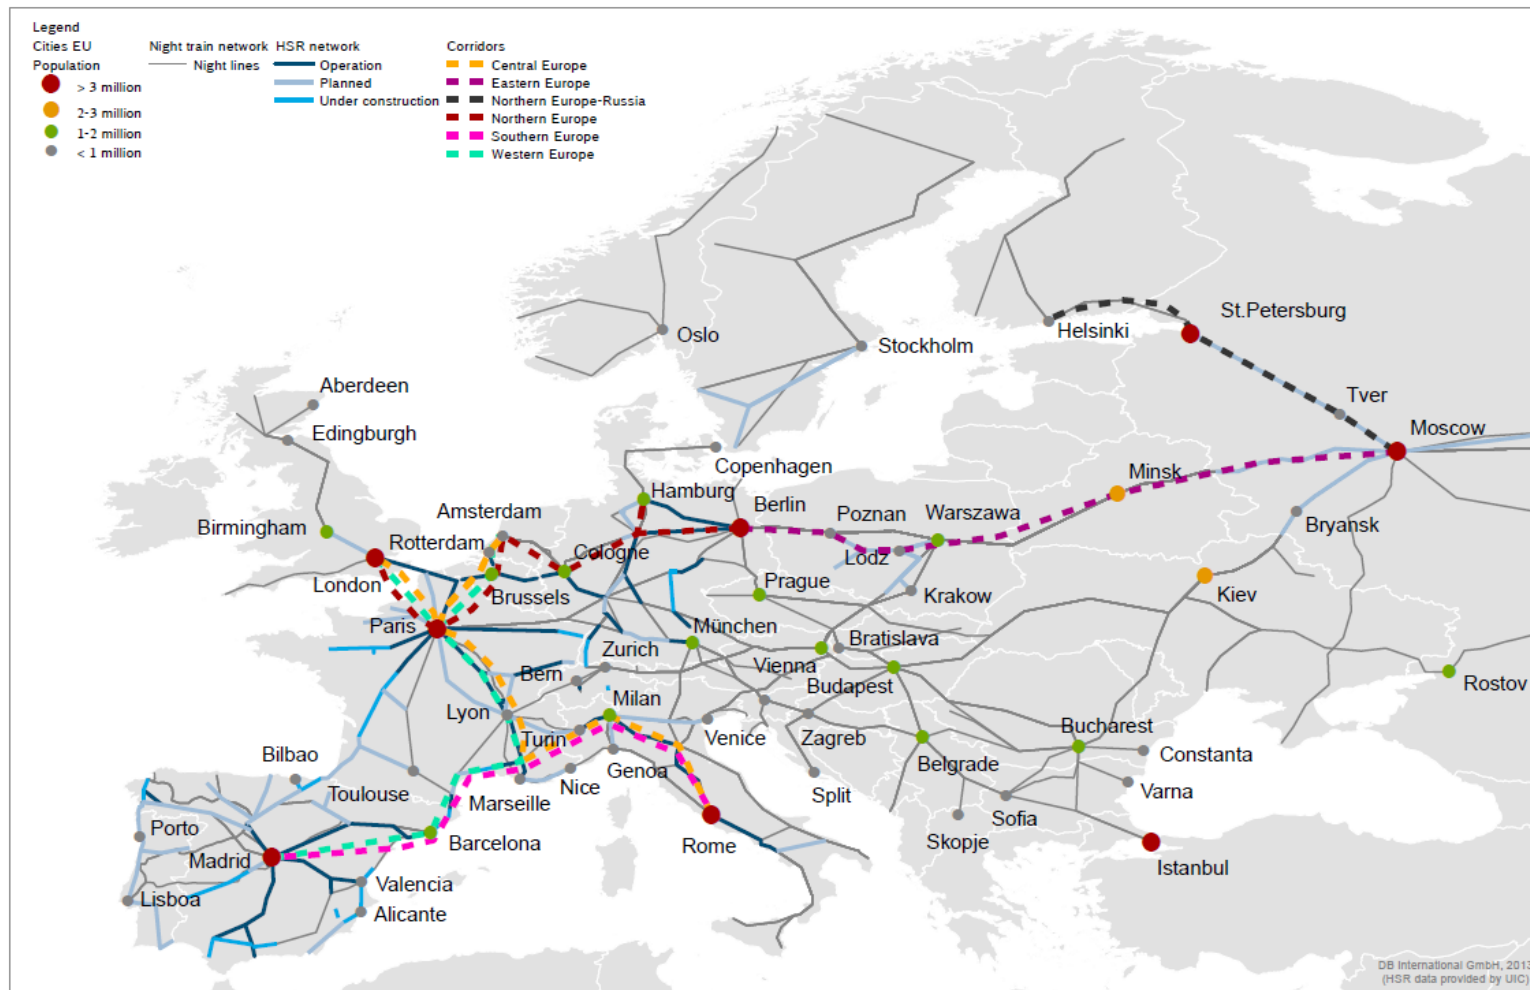 Legend
Cities EU
Population
> 3 million
2-3 million
1-2 million
< 1 million
Night train network
Night lines
HSR network
Operation
Planned
Under construction
Corridors
Central Europe
Eastern Europe
Northern Europe-Russia
Northern Europe
Southern Europe
Western Europe
Oslo
Stockholm
Helsinki
St.Petersburg
Tver
Moscow
Aberdeen
Edingburgh
Copenhagen
Minsk
Hamburg
Berlin
Birmingham
Amsterdam
Poznan
Warszawa
Bryansk
Rotterdam
Cologne
Lodz
London
Brussels
Prague
Krakow
Kiev
Paris
München
Bratislava
Zurich
Vienna
Bern
Budapest
Rostov
Milan
Lyon
Turin
Venice
Zagreb
Bucharest
Constanta
Bilbao
Genoa
Belgrade
Nice
Toulouse
Marseille
Split
Varna
Porto
Sofia
Barcelona
Rome
Skopje
Madrid
Istanbul
Valencia
Lisboa
Alicante
DB International GmbH, 2013
(HSR data provided by UIC)